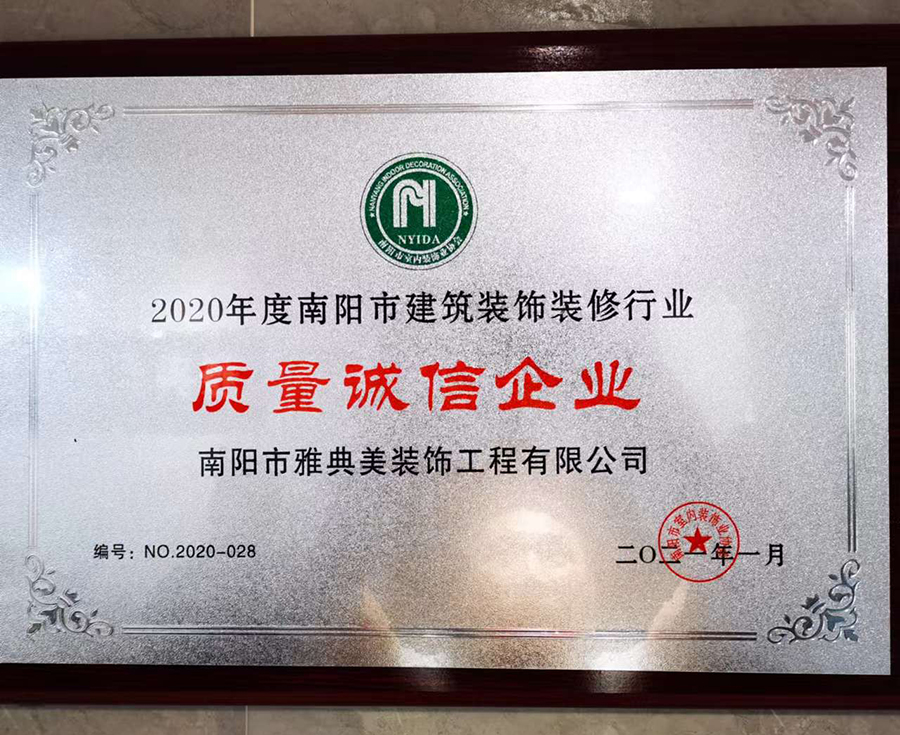 NANYANG INDOOR DECORATION ASSOCIATION
NYIDA
2020年度南阳市建筑装饰装修行业
质量诚信企业
南阳市雅典美装饰工程有限公司
编号：NO.2020-028
二〇二一年一月
南阳市室内装饰业协会